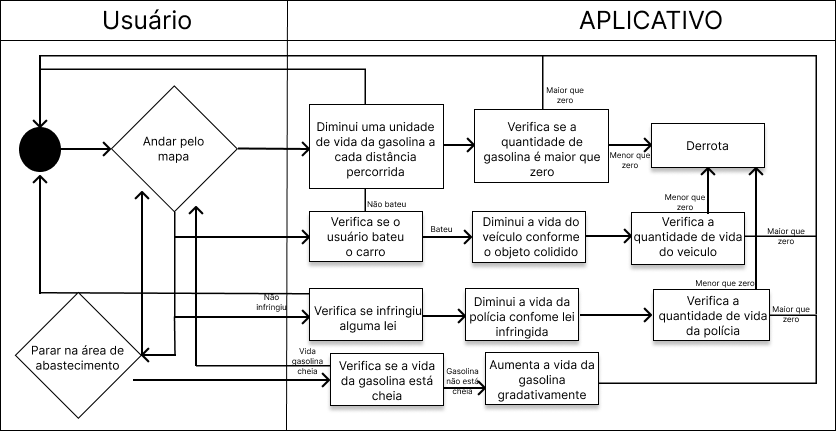 Usuário
APLICATIVO
Maior que
zero
Andar pelo
mapa
Diminui uma unidade
de vida da gasolina a
cada distância
percorrida
Verifica se a
quantidade de
gasolina é maior que
zero
Menor que
zero
Derrota
Não bateu
Menor que
zero
Verifica se o
usuário bateu
o carro
Bateu
Diminui a vida do
veículo conforme
o objeto colidido
Verifica a
quantidade de vida
do veiculo
Maior que
zero
Menor que zero
Não
infringiu
Verifica se infringiu
alguma lei
Diminui a vida da
polícia confome lei
infringida
Verifica a
quantidade de vida
da polícia
Maior que
zero
Parar na área de
abastecimento
Vida
gasolina
cheia
Verifica se a vida
da gasolina está
cheia
Gasolina
não está
cheia
Aumenta a vida da
gasolina
gradativamente